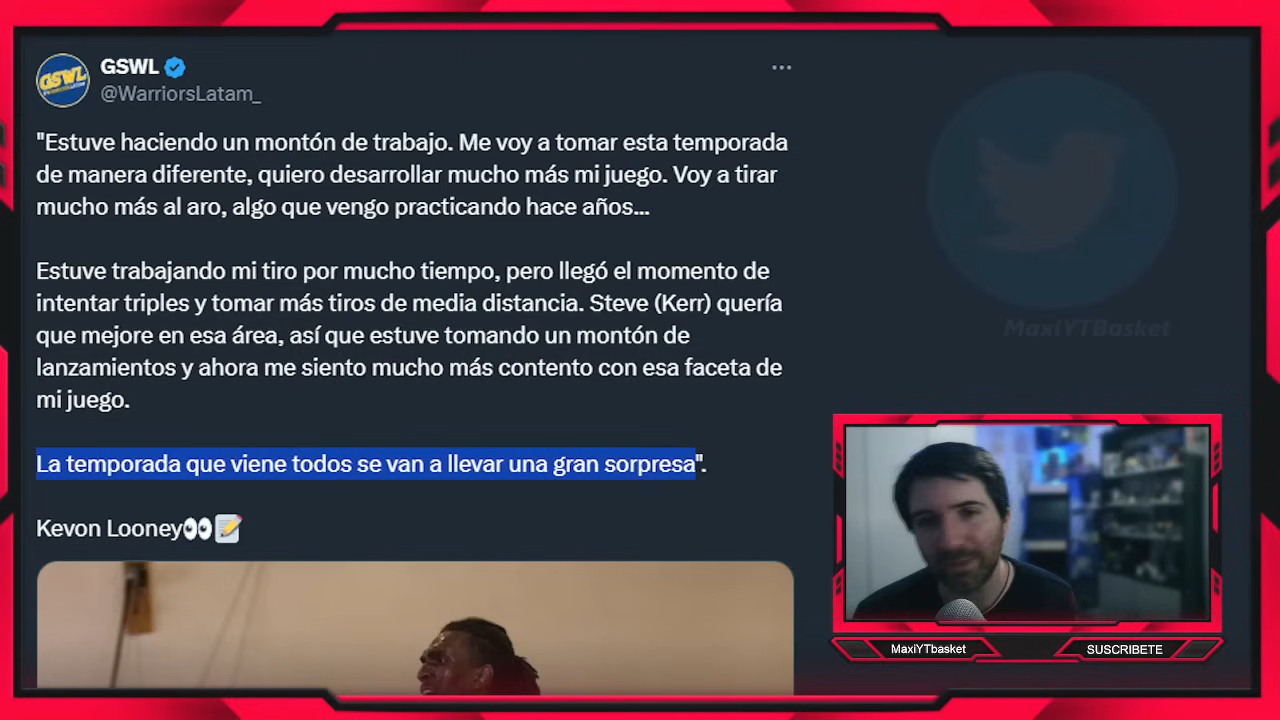 GSWL
@WarriorsLatam_
GSWL
"Estuve haciendo un montón de trabajo. Me voy a tomar esta temporada
de manera diferente, quiero desarrollar mucho más mi juego. Voy a tirar
mucho más al aro, algo que vengo practicando hace años...
Estuve trabajando mi tiro por mucho tiempo, pero llegó el momento de
intentar triples y tomar más tiros de media distancia. Steve (Kerr) quería
que mejore en esa área, así que estuve tomando un montón de
lanzamientos y ahora me siento mucho más contento con esa faceta de
mi juego.
La temporada que viene todos se van a llevar una gran sorpresa".
Kevon Looney👀📝
MaxiYTBasket
MaxiYTbasket
SUSCRIBETE